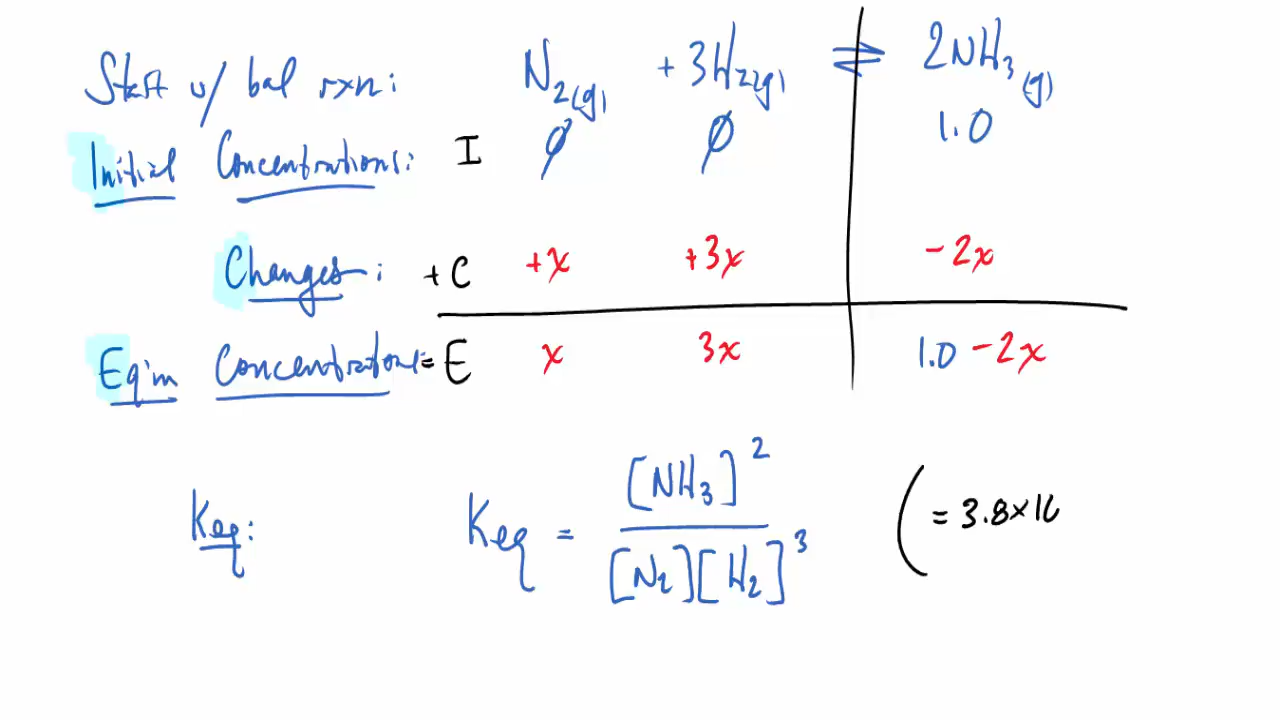 Start w/ bal rxn: N₂(g) + 3H₂(g) ⇌ 2NH₃(g)
Initial Concentrations: I ∅ ∅ 1.0
Changes: + C +x +3x -2x
Eq'm Concentrations = E x 3x 1.0 -2x
Keq: Keq = [NH₃]² / [N₂][H₂]³ ( = 3.8×10